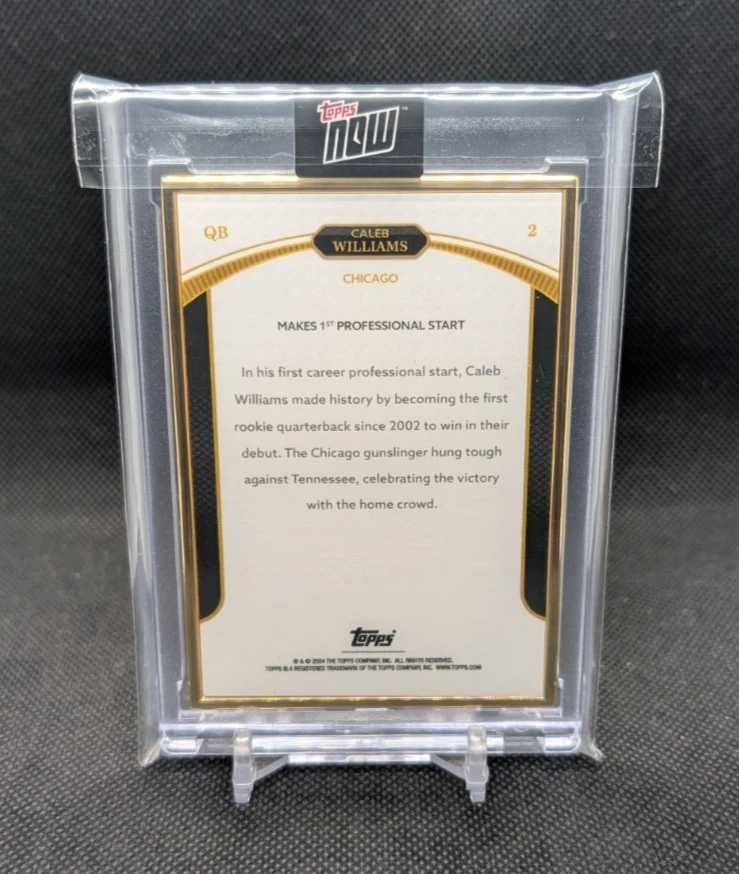 Topps
NOW
QB
CALEB
2
WILLIAMS
CHICAGO
MAKES 1ST PROFESSIONAL START
In his first career professional start, Caleb
Williams made history by becoming the first
rookie quarterback since 2002 to win in their
debut. The Chicago gunslinger hung tough
against Tennessee, celebrating the victory
with the home crowd.
Topps
® & © 2024 THE TOPPS COMPANY, INC. ALL RIGHTS RESERVED.
TOPPS IS A REGISTERED TRADEMARK OF THE TOPPS COMPANY, INC. WWW.TOPPS.COM